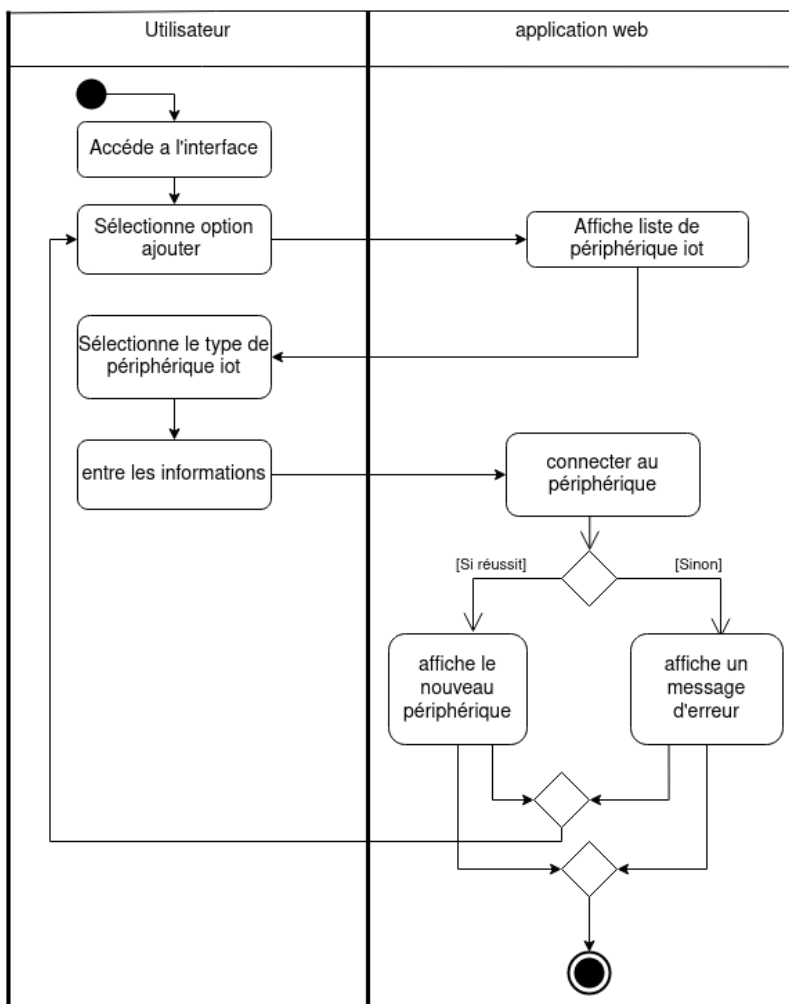 Utilisateur
application web
Accéde a l'interface
Sélectionne option
ajouter
Affiche liste de
périphérique iot
Sélectionne le type de
périphérique iot
entre les informations
connecter au
périphérique
[Si réussit]
[Sinon]
affiche le
nouveau
périphérique
affiche un
message
d'erreur